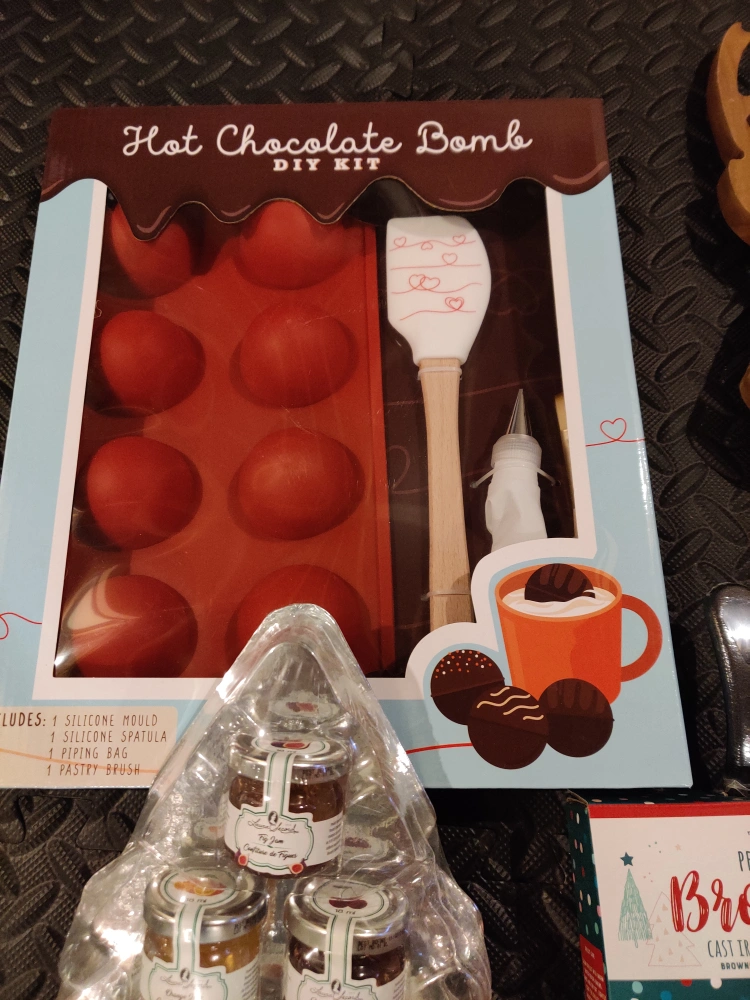 Hot Chocolate Bomb
DIY KIT
LUDES: 1 SILICONE MOULD
1 SILICONE SPATULA
1 PIPING BAG
1 PASTRY BRUSH
Fig Jam
Confiture de Figues
Bro
CAST IR
BROWN